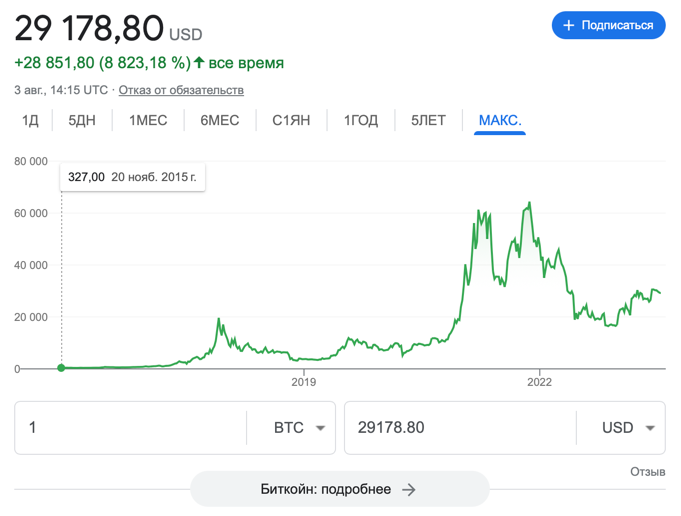 29 178,80 USD
+ Подписаться
+28 851,80 (8 823,18 %) ↑ все время
3 авг., 14:15 UTC · Отказ от обязательств
1Д 5ДН 1МЕС 6МЕС С1ЯН 1ГОД 5ЛЕТ МАКС.
80 000
327,00 20 нояб. 2015 г.
60 000
40 000
20 000
0
2019 2022
1 BTC 29178.80 USD
Отзыв
Биткойн: подробнее →